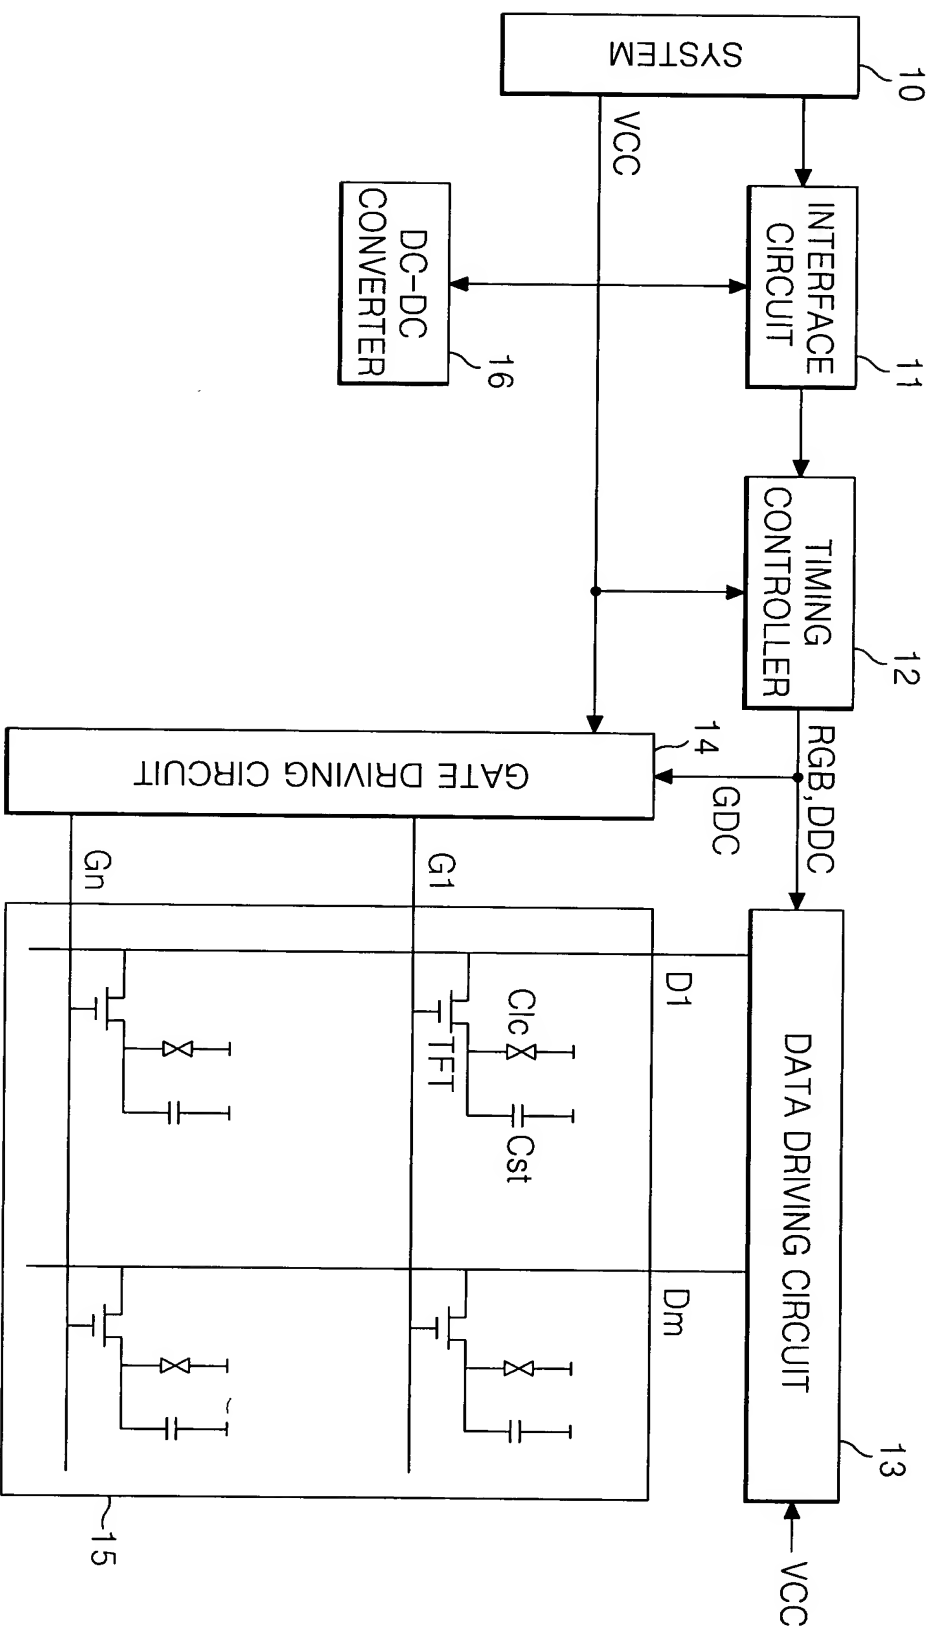 SYSTEM
10
VCC
INTERFACE
CIRCUIT
11
DC-DC
CONVERTER
16
TIMING
CONTROLLER
12
RGB,DDC
GDC
14
GATE DRIVING CIRCUIT
DATA DRIVING CIRCUIT
13
VCC
G1
Gn
D1
Dm
Clc
TFT
Cst
15